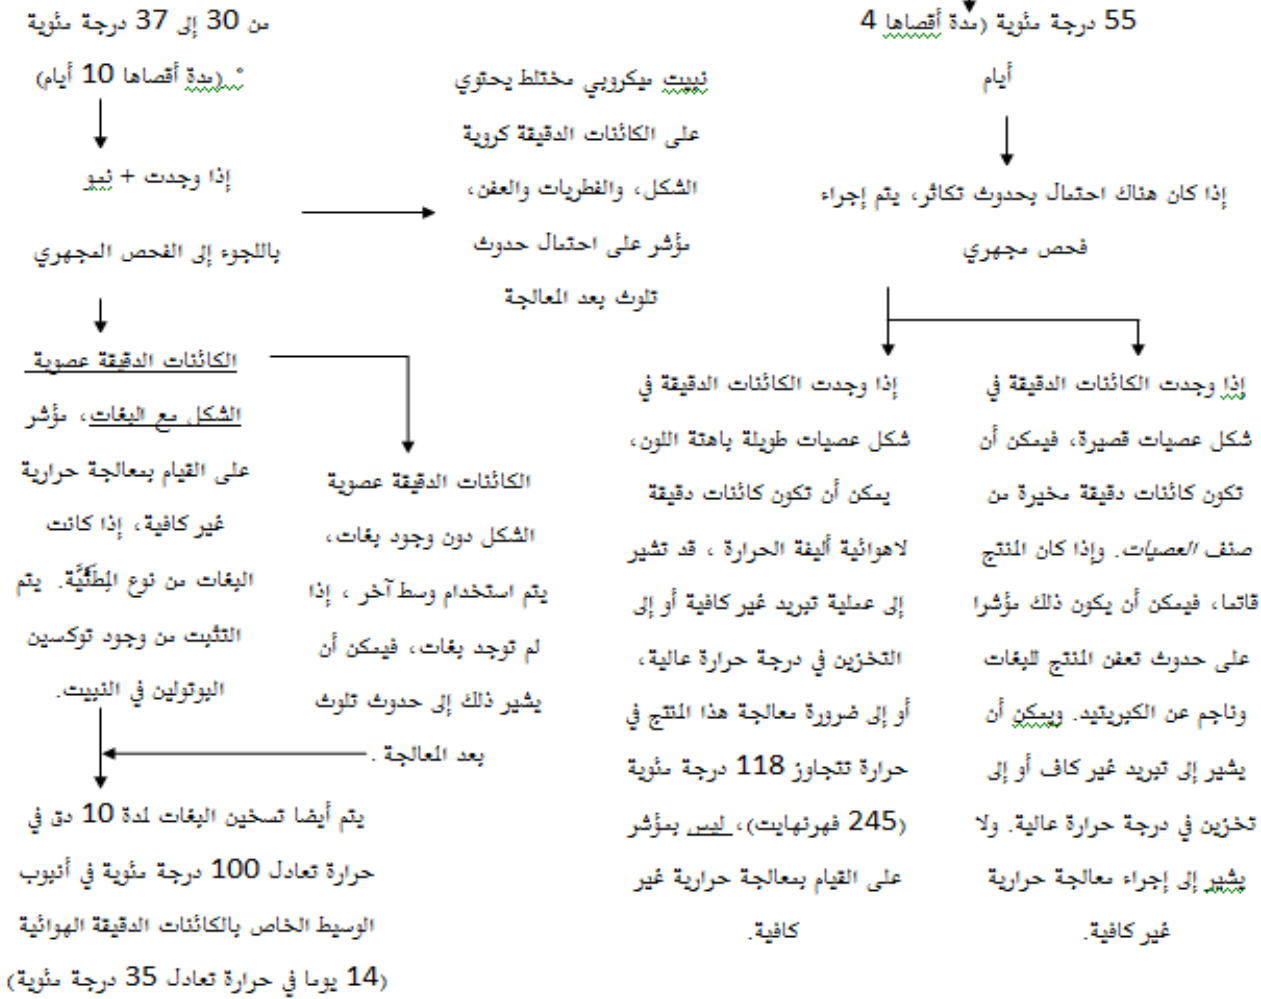 55 درجة مئوية (مدة أقصاها 4
أيام
إذا كان هناك احتمال بحدوث تكاثر، يتم إجراء
فحص مجهري
إذا وجدت الكائنات الدقيقة في
شكل عصيات قصيرة، فيمكن أن
تكون كائنات دقيقة مخيرة من
صنف العصيات. وإذا كان المنتج
قاتما، فيمكن أن يكون ذلك مؤشرا
على حدوث تعفن المنتج للبغات
وناجم عن الكبريتيد. ويمكن أن
يشير إلى تبريد غير كاف أو إلى
تخزين في درجة حرارة عالية. ولا
يشير إلى إجراء معالجة حرارية
غير كافية.
إذا وجدت الكائنات الدقيقة في
شكل عصيات طويلة باهتة اللون،
يمكن أن تكون كائنات دقيقة
لاهوائية أليفة الحرارة ، قد تشير
إلى عملية تبريد غير كافية أو إلى
التخزين في درجة حرارة عالية،
أو إلى ضرورة معالجة هذا المنتج في
حرارة تتجاوز 118 درجة مئوية
(245 فهرنهايت)، ليس بمؤشر
على القيام بمعالجة حرارية غير
كافية.
من 30 إلى 37 درجة مئوية
° (مدة أقصاها 10 أيام)
إذا وجدت + نمو
باللجوء إلى الفحص المجهري
نبيت ميكروبي مختلط يحتوي
على الكائنات الدقيقة كروية
الشكل، والفطريات والعفن،
مؤشر على احتمال حدوث
تلوث بعد المعالجة
الكائنات الدقيقة عصوية
الشكل مع البغات، مؤشر
على القيام بمعالجة حرارية
غير كافية، إذا كانت
البغات من نوع المِطَثِّيَّة. يتم
التثبت من وجود توكسين
البوتولين في النبيت.
الكائنات الدقيقة عصوية
الشكل دون وجود بغات،
يتم استخدام وسط آخر ، إذا
لم توجد بغات، فيمكن أن
يشير ذلك إلى حدوث تلوث
بعد المعالجة .
يتم أيضا تسخين البغات لمدة 10 دق في
حرارة تعادل 100 درجة مئوية في أنبوب
الوسيط الخاص بالكائنات الدقيقة الهوائية
(14 يوما في حرارة تعادل 35 درجة مئوية)